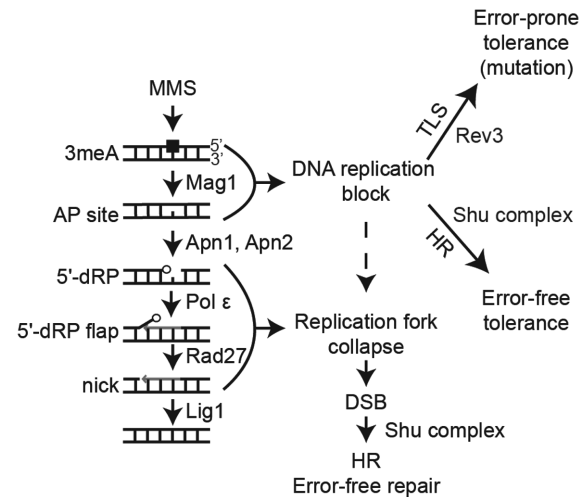 Error-prone
tolerance
(mutation)
MMS
TLS
Rev3
3meA
5'
3'
Mag1
DNA replication
block
AP site
Shu complex
HR
Apn1, Apn2
5'-dRP
Pol ε
Error-free
tolerance
5'-dRP flap
Replication fork
collapse
Rad27
nick
Lig1
DSB
Shu complex
HR
Error-free repair